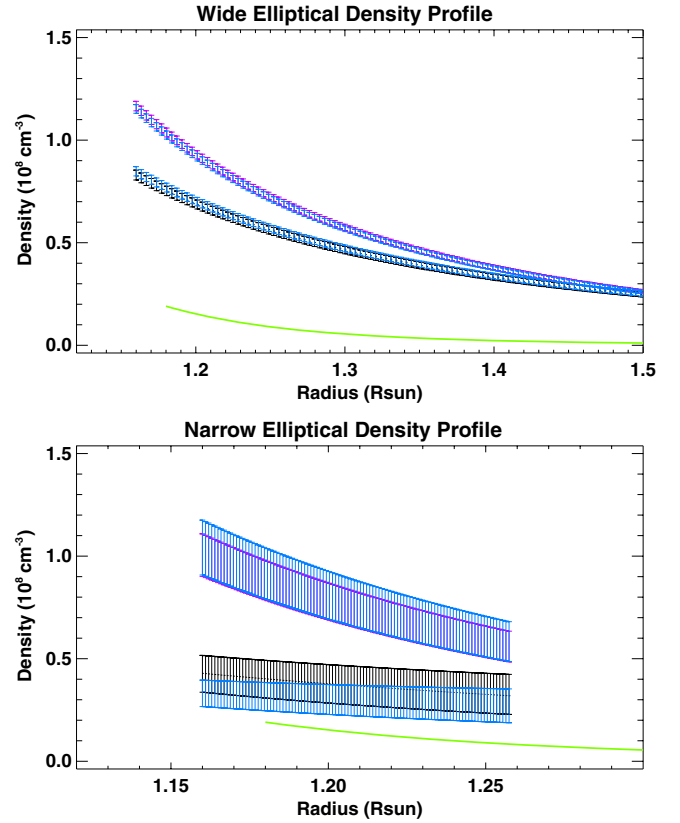 Wide Elliptical Density Profile
1.5
1.0
0.5
0.0
Density (10⁸ cm⁻³)
1.2 1.3 1.4 1.5
Radius (Rsun)
Narrow Elliptical Density Profile
1.5
1.0
0.5
0.0
Density (10⁸ cm⁻³)
1.15 1.20 1.25
Radius (Rsun)